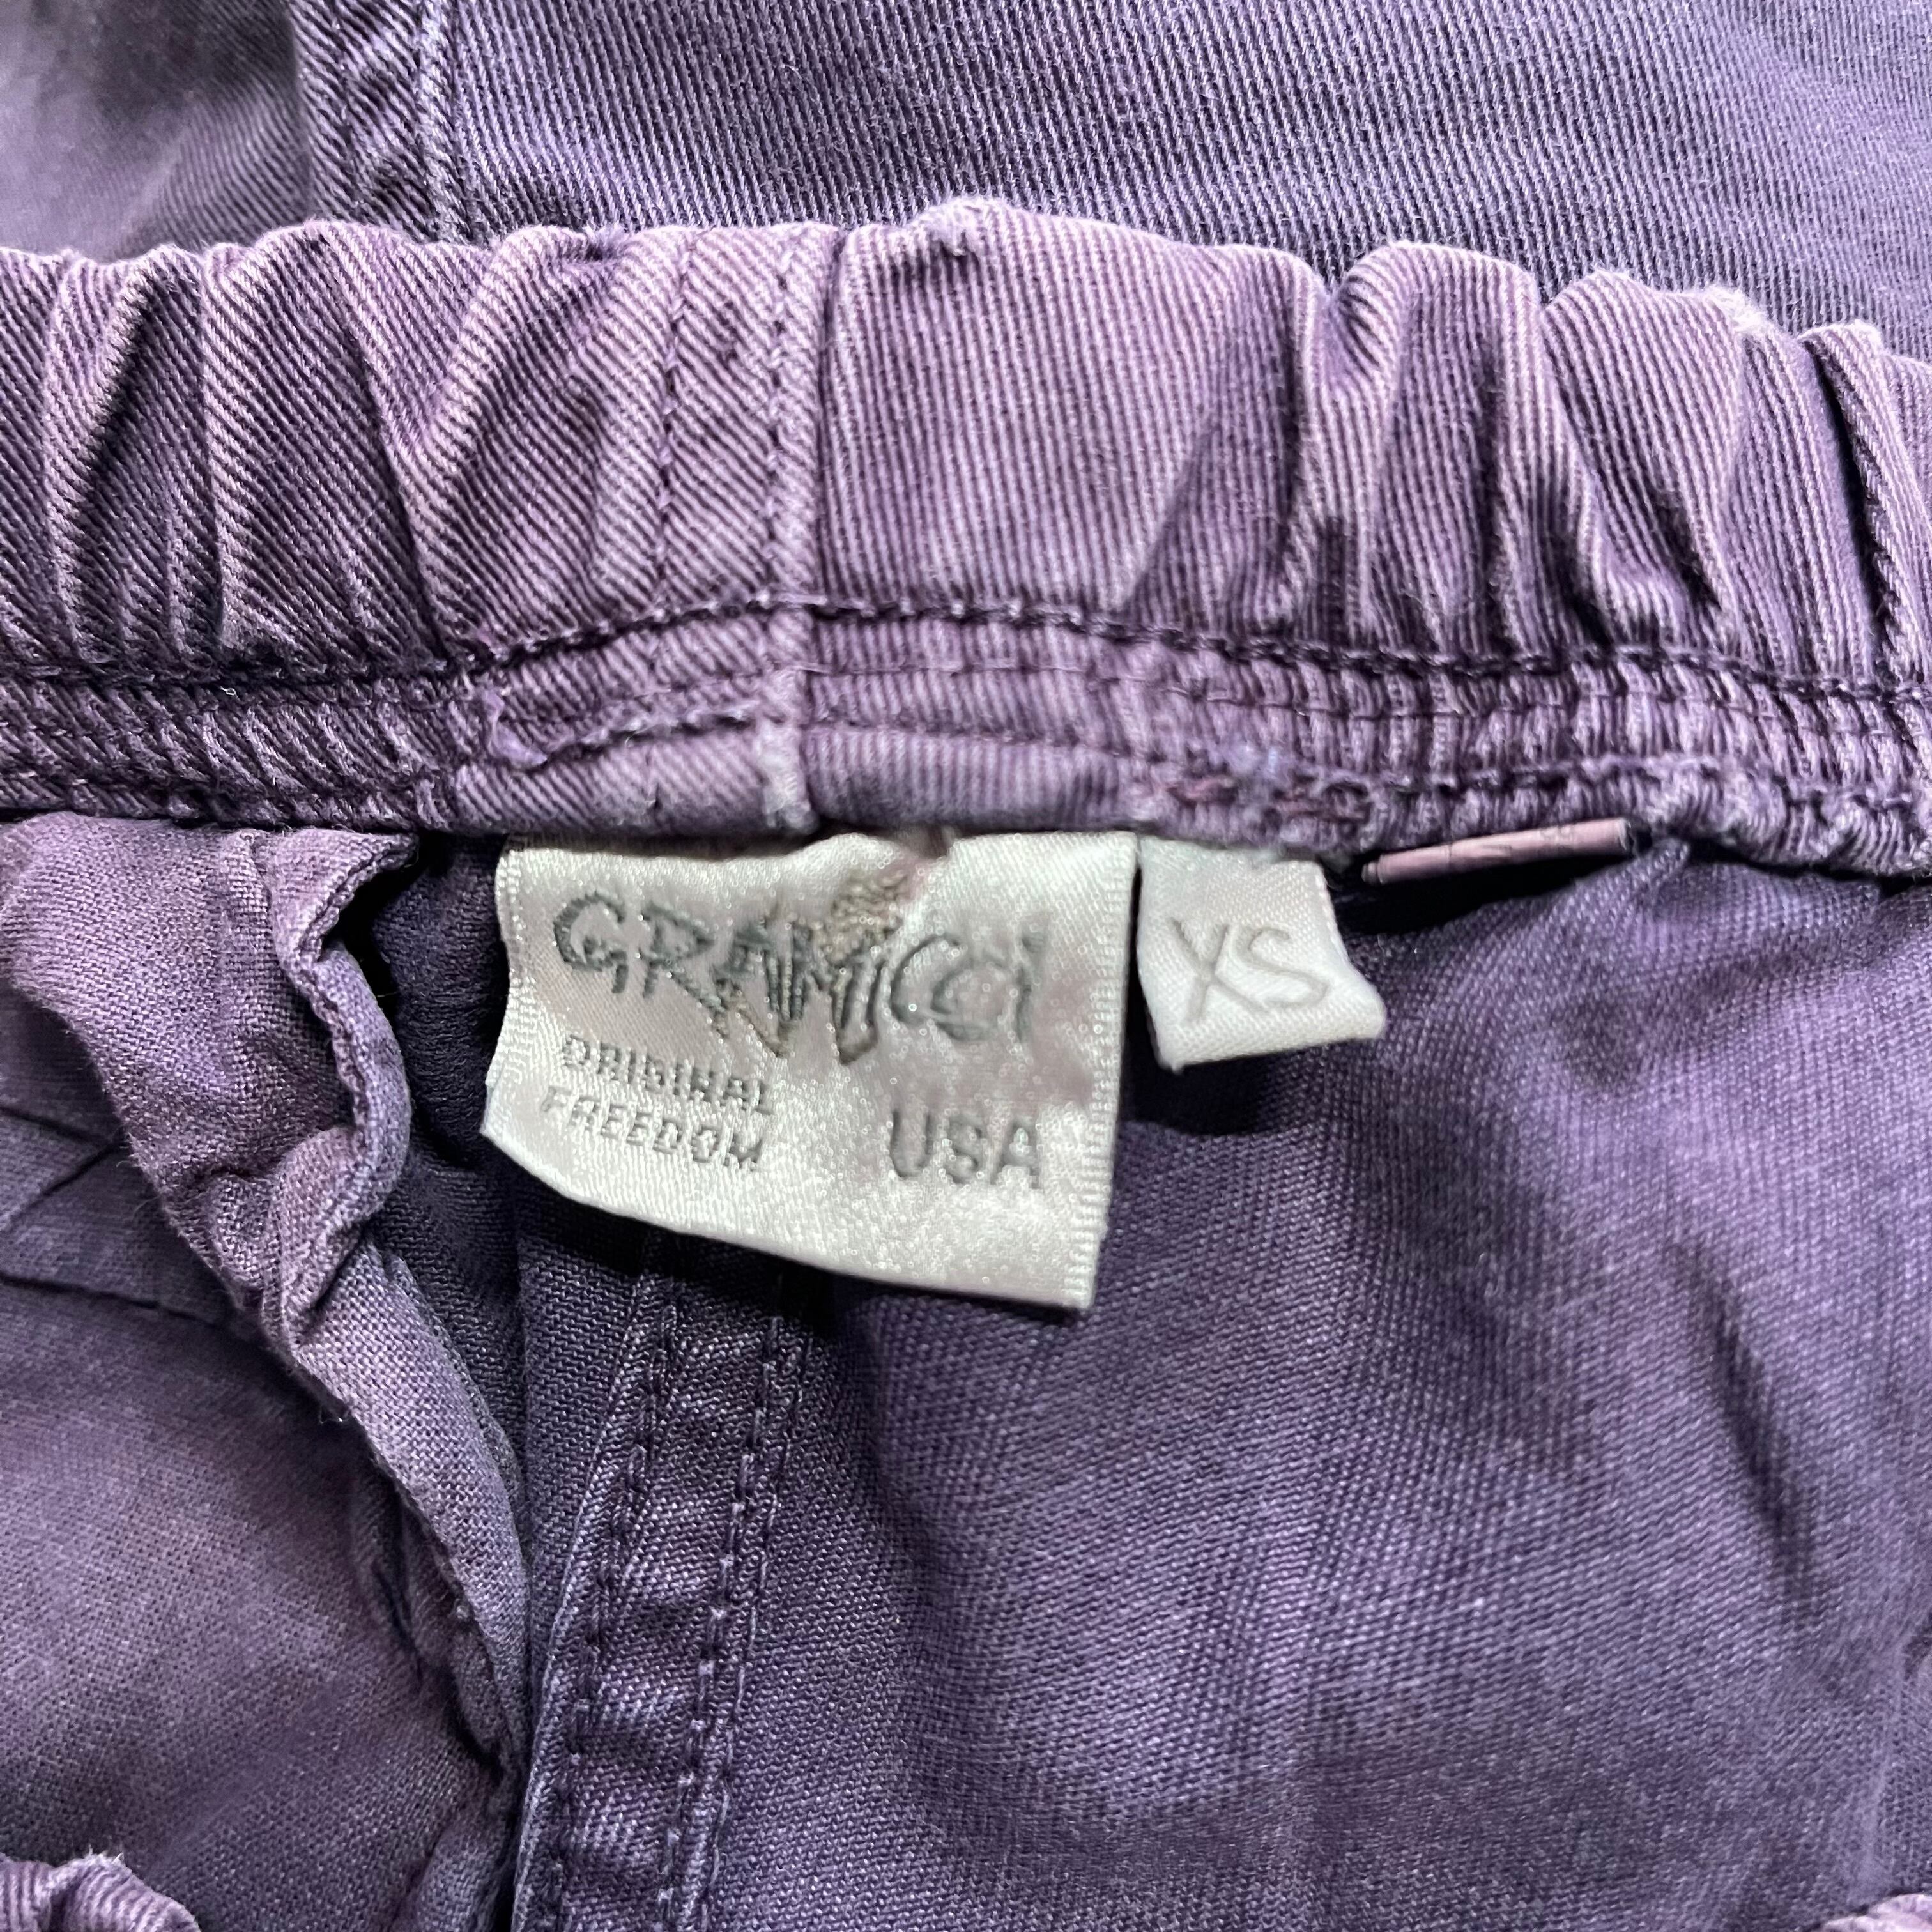 GRAMICCI
XS
ORIGINAL
FREEDOM
USA